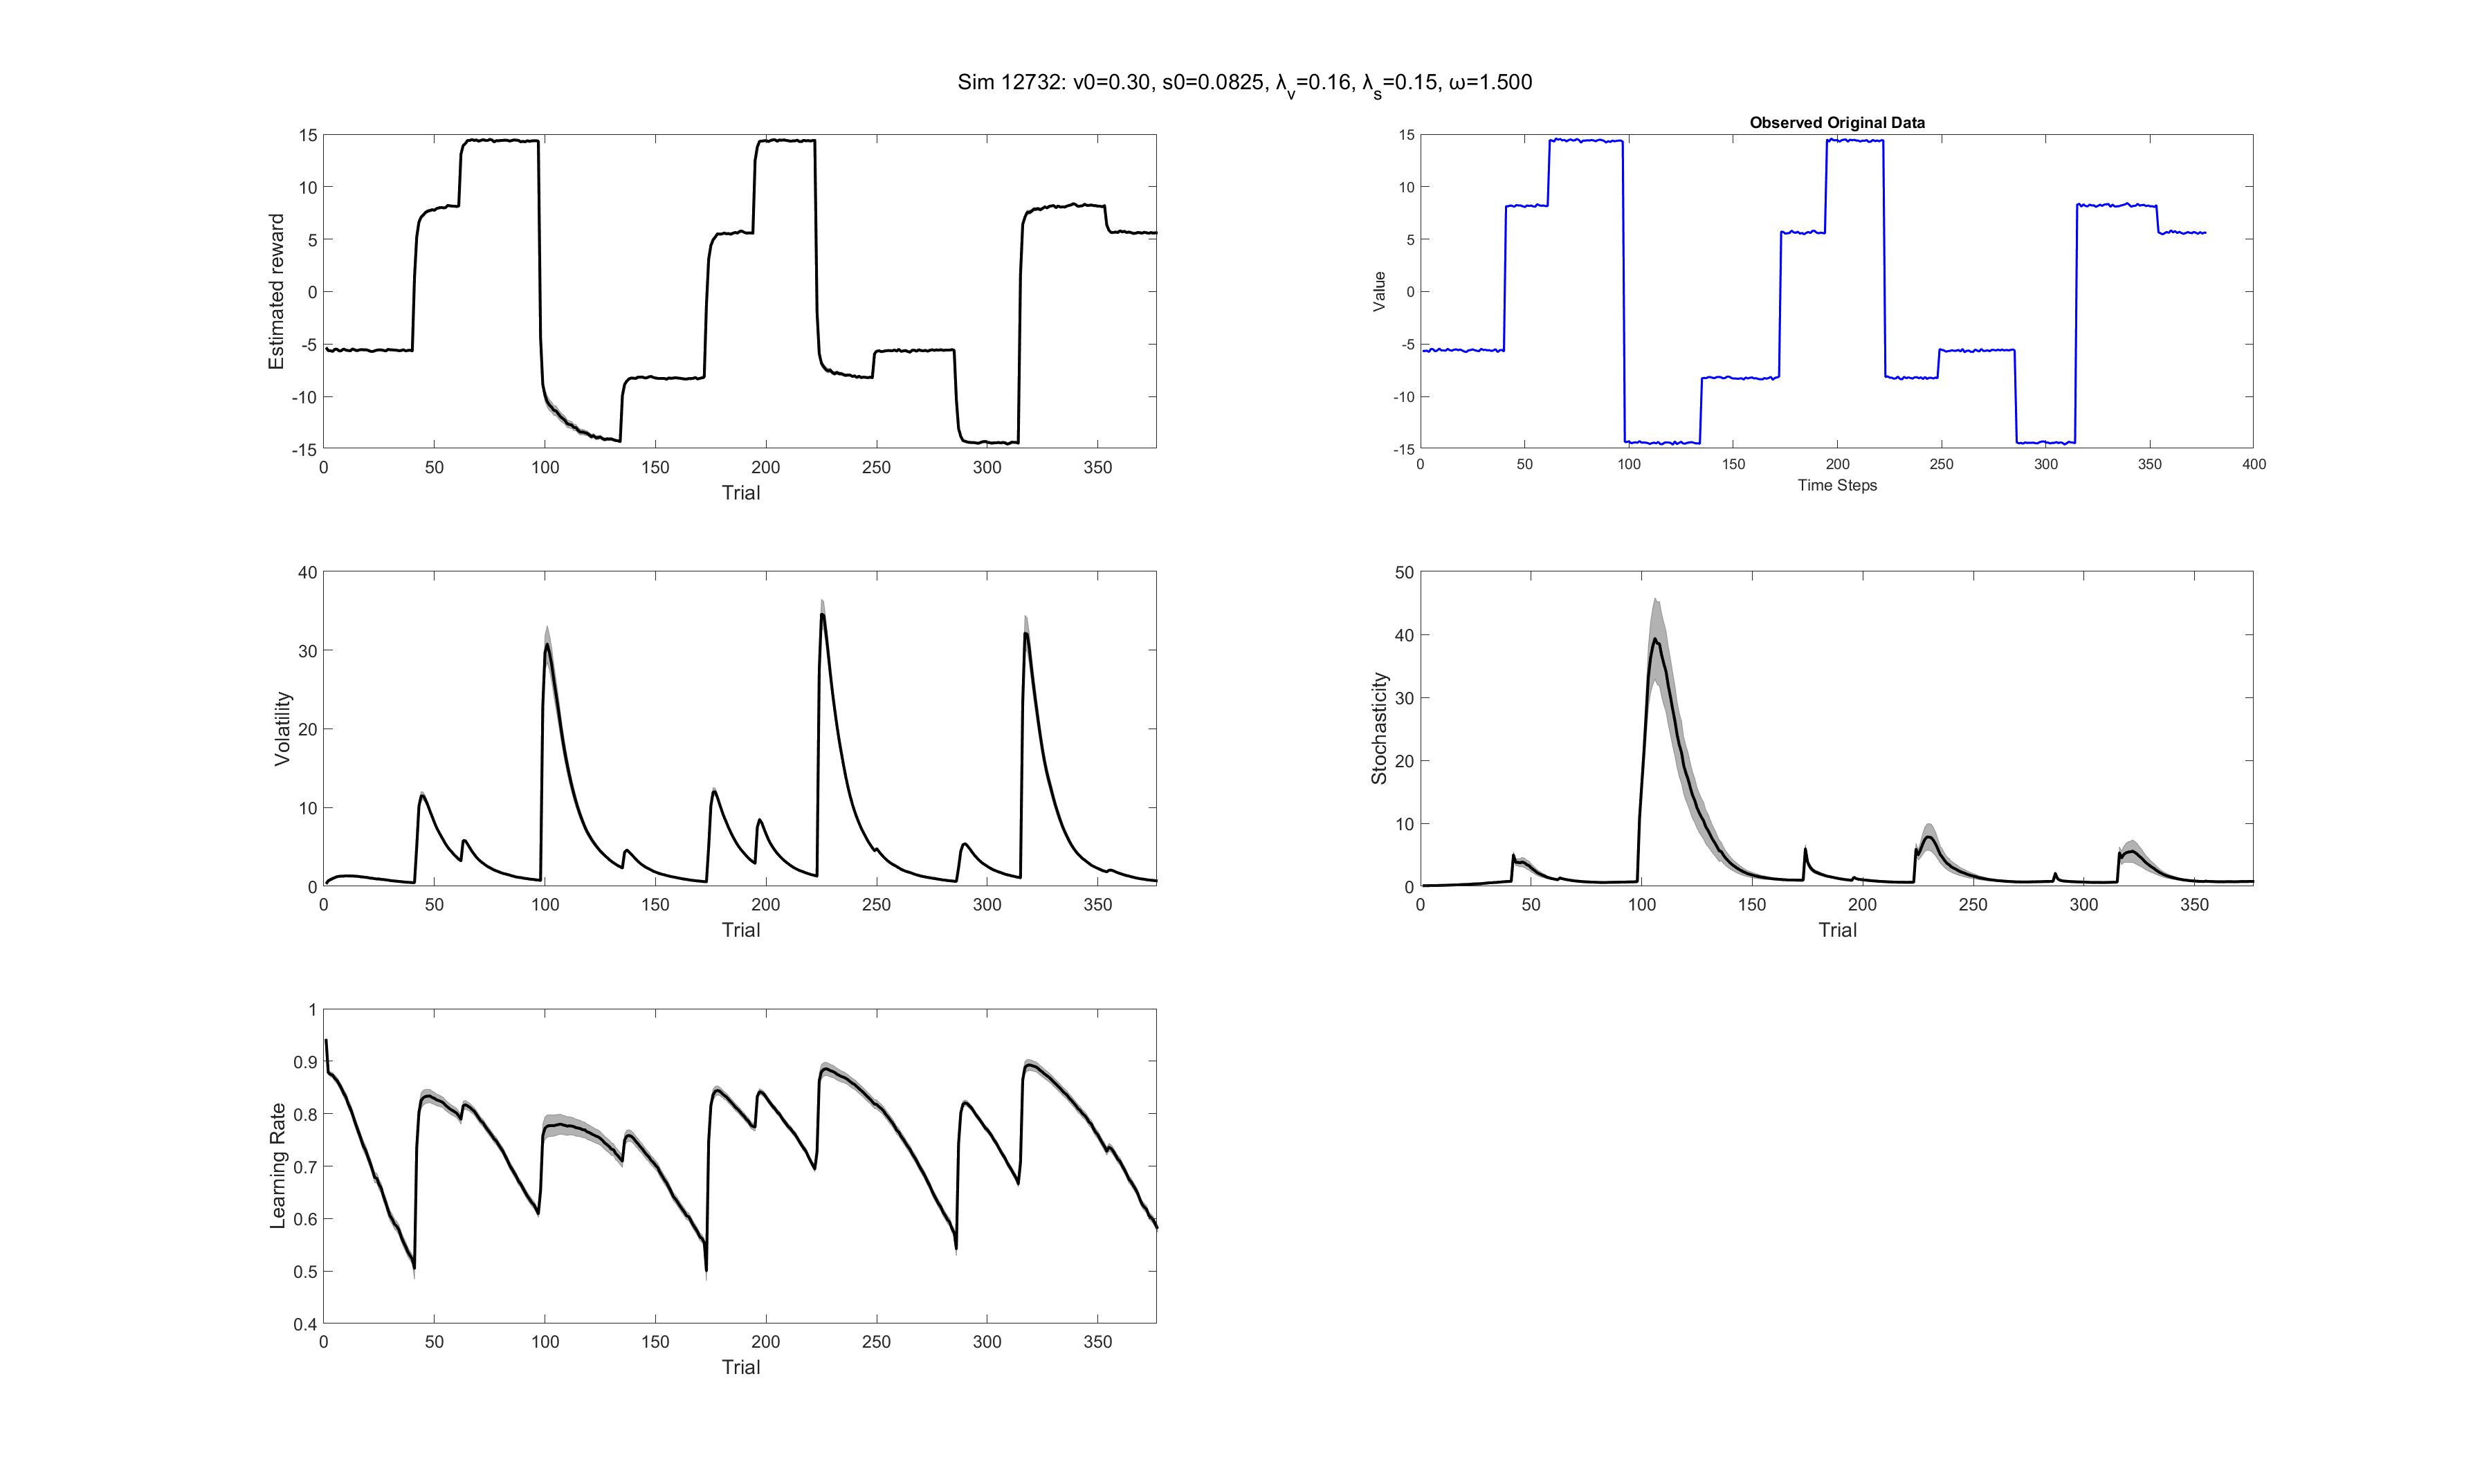 Sim 12732: v0=0.30, s0=0.0825, λv=0.16, λs=0.15, ω=1.500
15
10
5
0
-5
-10
-15
Estimated reward
0 50 100 150 200 250 300 350
Trial
Observed Original Data
15
10
5
0
-5
-10
-15
Value
0 50 100 150 200 250 300 350 400
Time Steps
40
30
20
10
0
Volatility
0 50 100 150 200 250 300 350
Trial
50
40
30
20
10
0
Stochasticity
0 50 100 150 200 250 300 350
Trial
1
0.9
0.8
0.7
0.6
0.5
0.4
Learning Rate
0 50 100 150 200 250 300 350
Trial